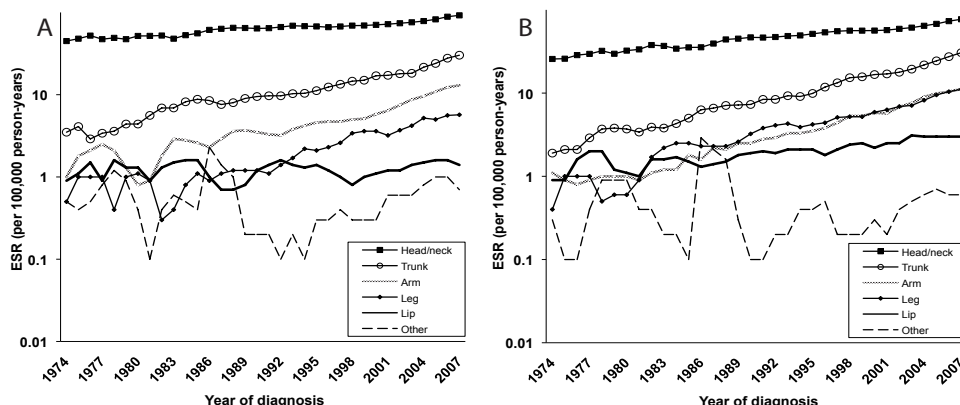 A
ESR (per 100,000 person-years)
10
1
0.1
0.01
Head/neck
Trunk
Arm
Leg
Lip
Other
1974
1977
1980
1983
1986
1989
1992
1995
1998
2001
2004
2007
Year of diagnosis
B
ESR (per 100,000 person-years)
10
1
0.1
0.01
Head/neck
Trunk
Arm
Leg
Lip
Other
1974
1977
1980
1983
1986
1989
1992
1995
1998
2001
2004
2007
Year of diagnosis